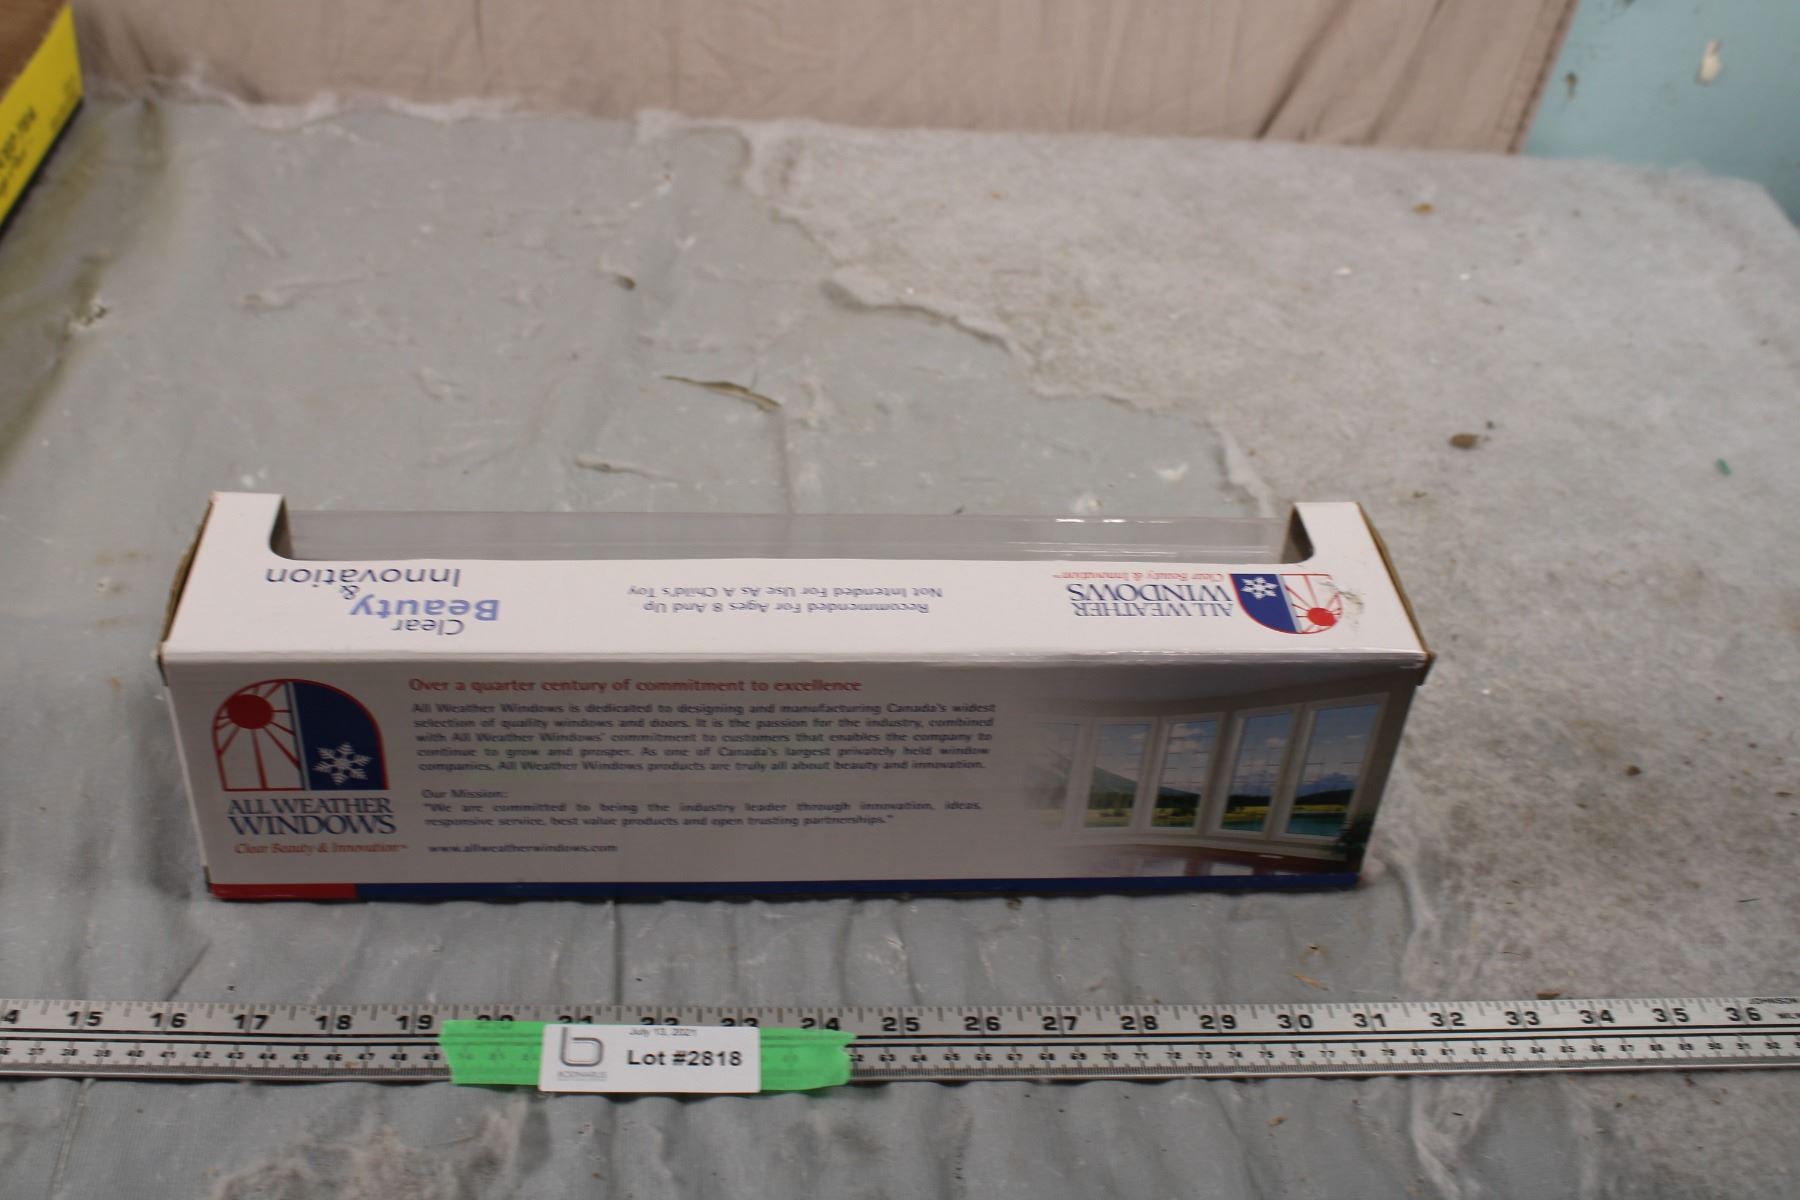 Clear
Beauty
&
Innovation
Recommended For Ages 8 And Up
Not Intended For Use As A Child's Toy
ALL WEATHER
WINDOWS
Clear Beauty & Innovation™
ALL WEATHER
WINDOWS
Clear Beauty & Innovation™
Over a quarter century of commitment to excellence
All Weather Windows is dedicated to designing and manufacturing Canada's widest
selection of quality windows and doors. It is the passion for the industry, combined
with All Weather Windows' commitment to customers that enables the company to
continue to grow and prosper. As one of Canada's largest privately held window
companies, All Weather Windows products are truly all about beauty and innovation.
Our Mission:
"We are committed to being the industry leader through innovation, ideas,
responsive service, best value products and open trusting partnerships."
www.allweatherwindows.com
15 16 17 18 19 20 21 22 23 24 25 26 27 28 29 30 31 32 33 34 35 36
JOHNSON
July 13, 2021
Lot #2818